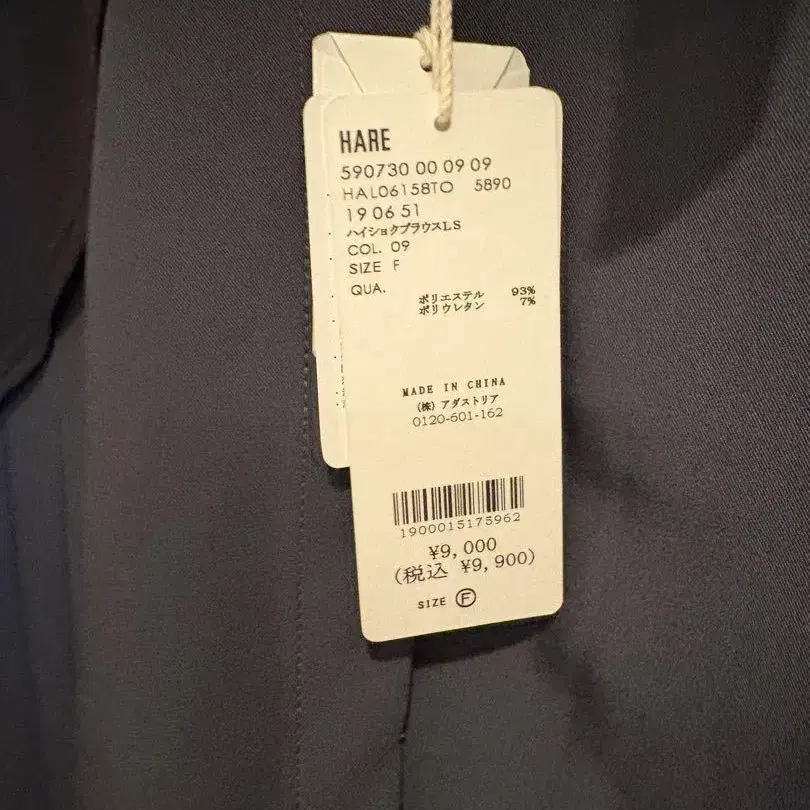 HARE
590730 00 09 09
HAL06158TO 5890
19 06 51
ハイショクブラウスLS
COL. 09
SIZE F
QUA.
ポリエステル 93%
ポリウレタン 7%
MADE IN CHINA
(株) アダストリア
0120-601-162
1900015175962
¥9,000
(税込 ¥9,900)
SIZE Ⓕ